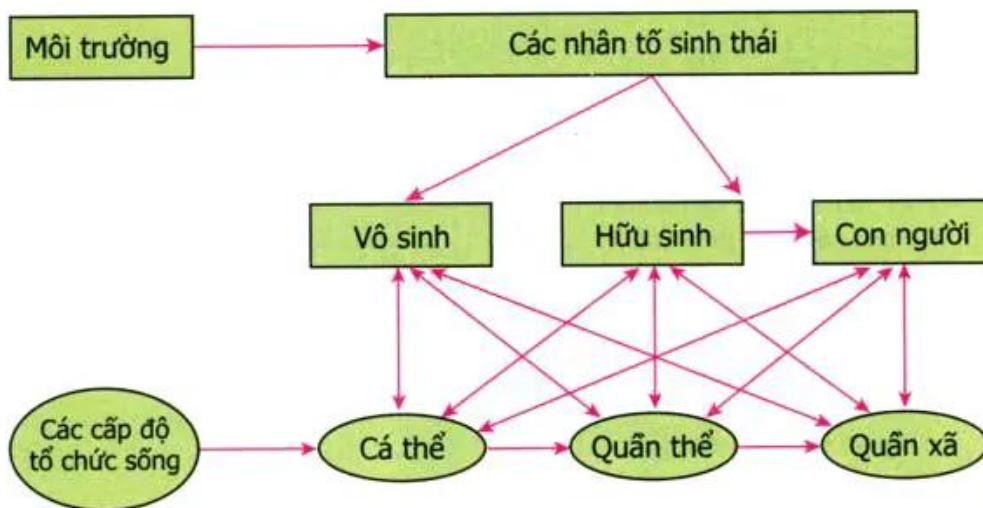 Môi trường
Các nhân tố sinh thái
Vô sinh
Hữu sinh
Con người
Các cấp độ
tổ chức sống
Cá thể
Quần thể
Quần xã